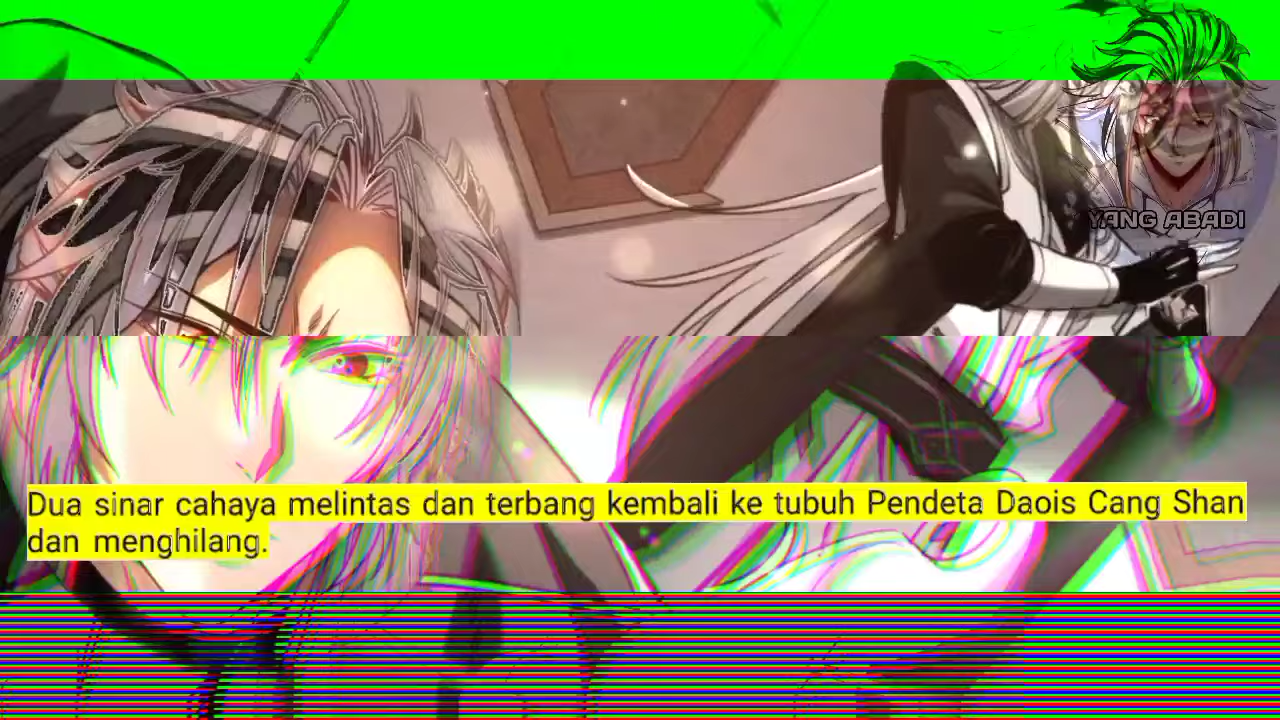 YANG ABADI
Dua sinar cahaya melintas dan terbang kembali ke tubuh Pendeta Daois Cang Shan
dan menghilang.